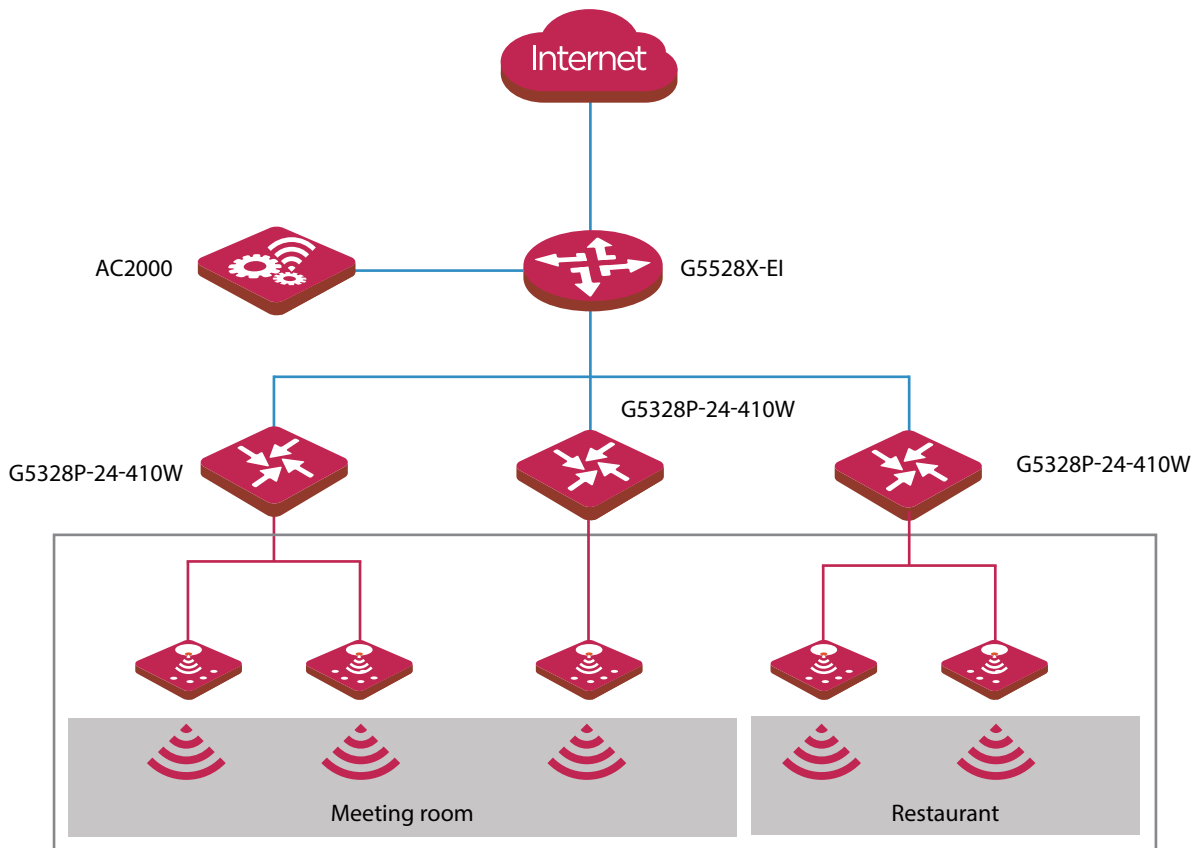 Internet
AC2000
G5528X-EI
G5328P-24-410W
G5328P-24-410W
G5328P-24-410W
Meeting room
Restaurant